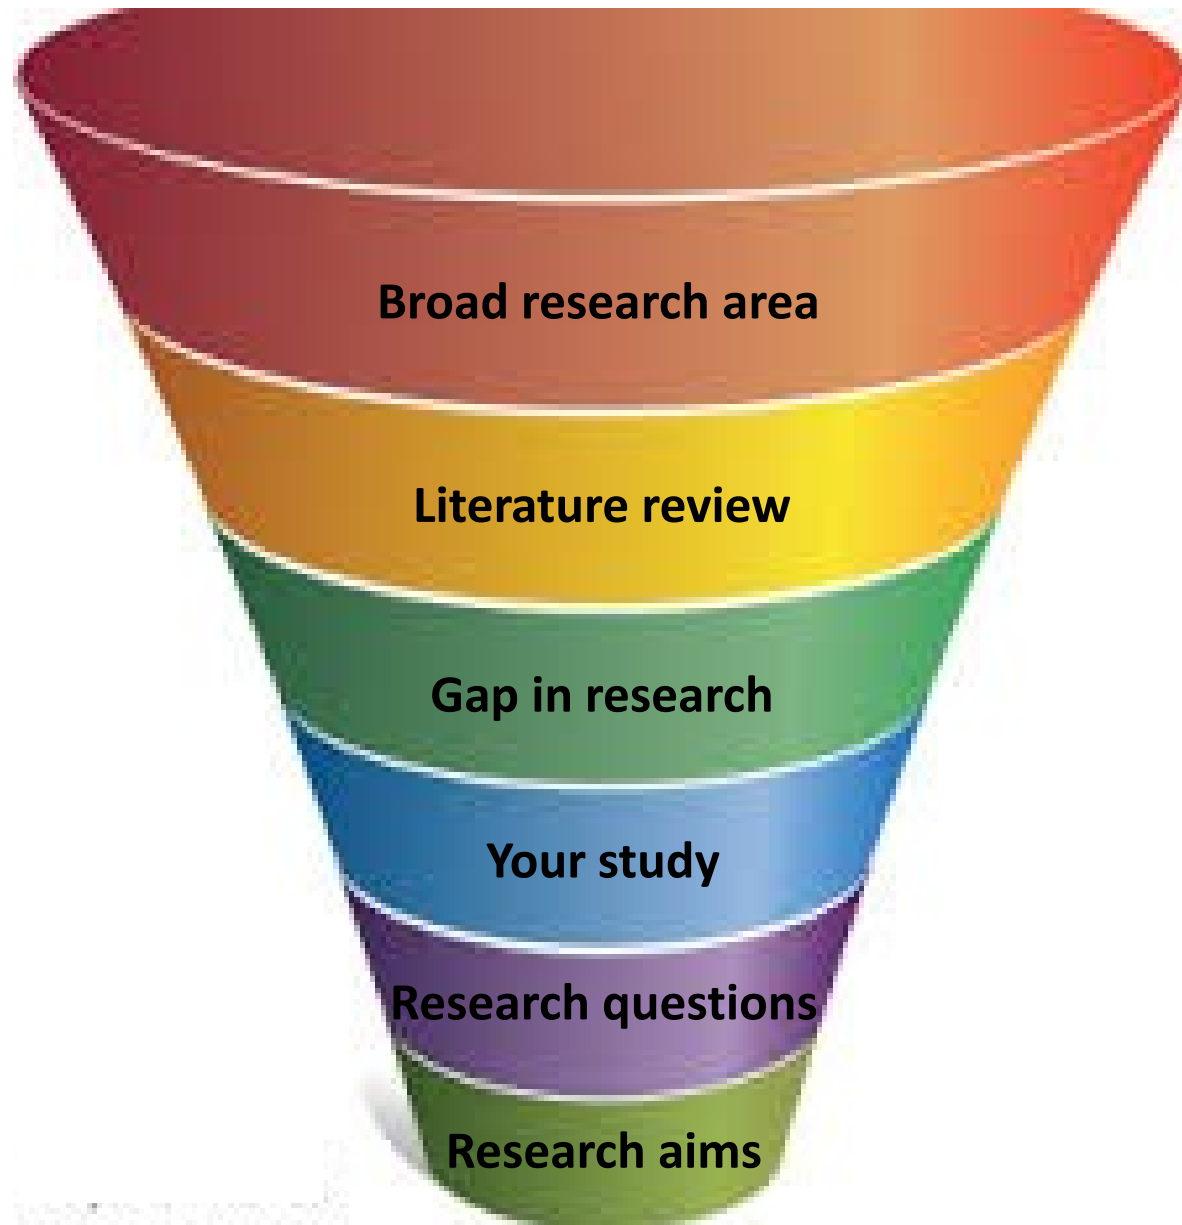 Broad research area
Literature review
Gap in research
Your study
Research questions
Research aims